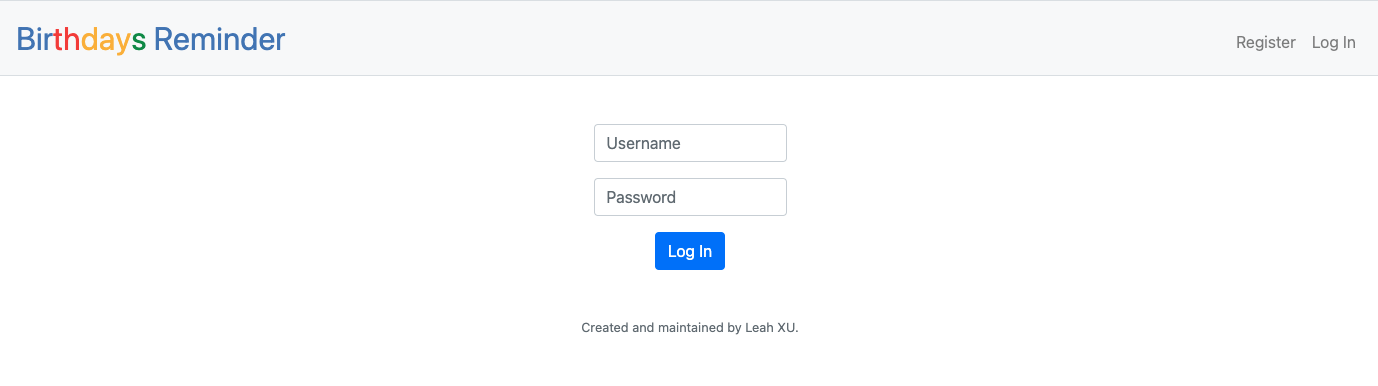 Birthdays Reminder
Register Log In
Username
Password
Log In
Created and maintained by Leah XU.